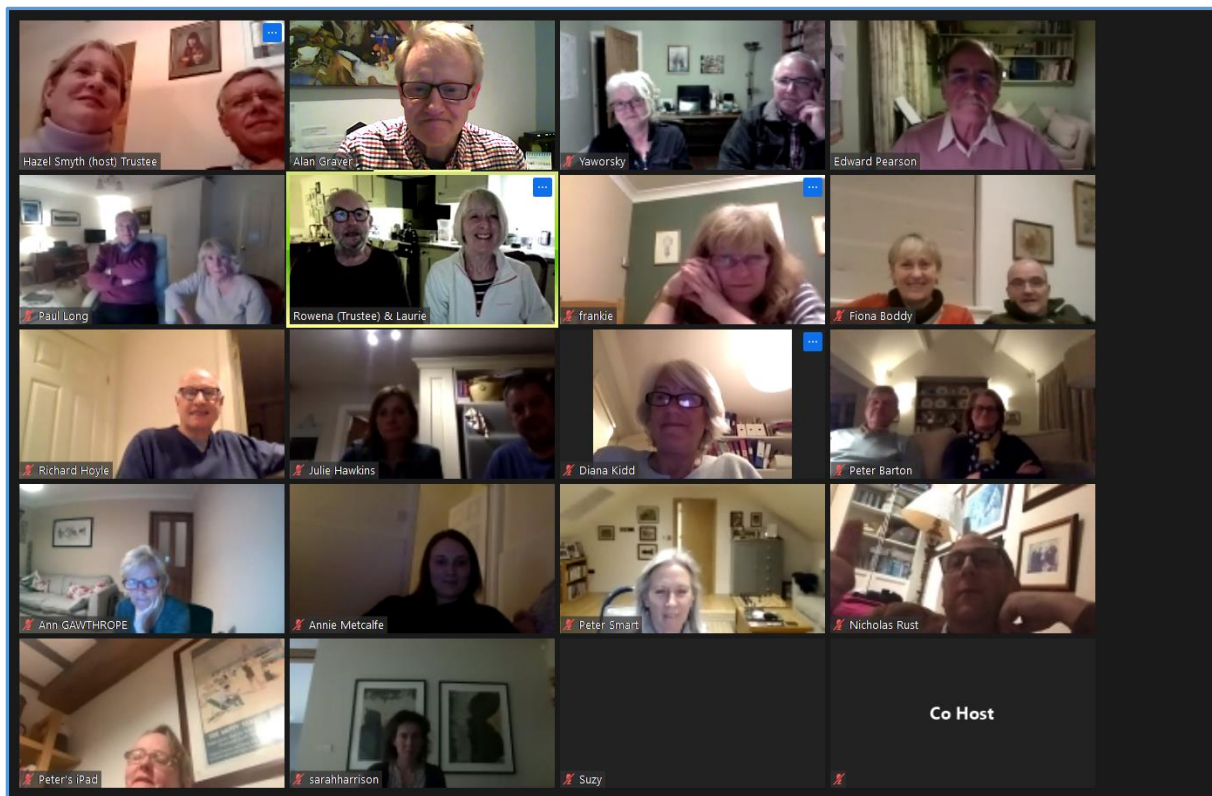 Hazel Smyth (host) Trustee
Alan Graver
Yaworsky
Edward Pearson
Paul Long
Rowena (Trustee) & Laurie
frankie
Fiona Boddy
Richard Hoyle
Julie Hawkins
Diana Kidd
Peter Barton
Ann GAWTHROPE
Annie Metcalfe
Peter Smart
Nicholas Rust
Peter's iPad
sarahharrison
Suzy
Co Host